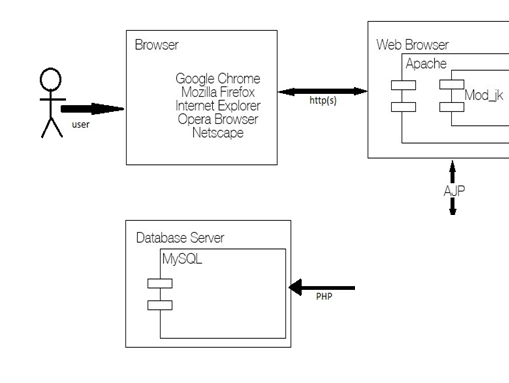 Browser
Google Chrome
Mozilla Firefox
Internet Explorer
Opera Browser
Netscape
user
http(s)
Web Browser
Apache
Mod_jk
AJP
Database Server
MySQL
PHP